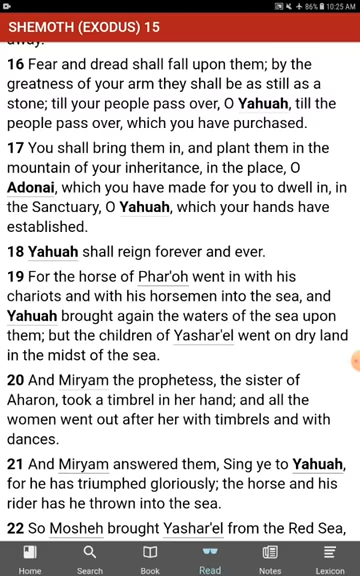 86% 10:25 AM
SHEMOTH (EXODUS) 15
away.
16 Fear and dread shall fall upon them; by the
greatness of your arm they shall be as still as a
stone; till your people pass over, O Yahuah, till the
people pass over, which you have purchased.
17 You shall bring them in, and plant them in the
mountain of your inheritance, in the place, O
Adonai, which you have made for you to dwell in, in
the Sanctuary, O Yahuah, which your hands have
established.
18 Yahuah shall reign forever and ever.
19 For the horse of Phar'oh went in with his
chariots and with his horsemen into the sea, and
Yahuah brought again the waters of the sea upon
them; but the children of Yashar'el went on dry land
in the midst of the sea.
20 And Miryam the prophetess, the sister of
Aharon, took a timbrel in her hand; and all the
women went out after her with timbrels and with
dances.
21 And Miryam answered them, Sing ye to Yahuah,
for he has triumphed gloriously; the horse and his
rider has he thrown into the sea.
22 So Mosheh brought Yashar'el from the Red Sea,
Home Search Book Read Notes Lexicon